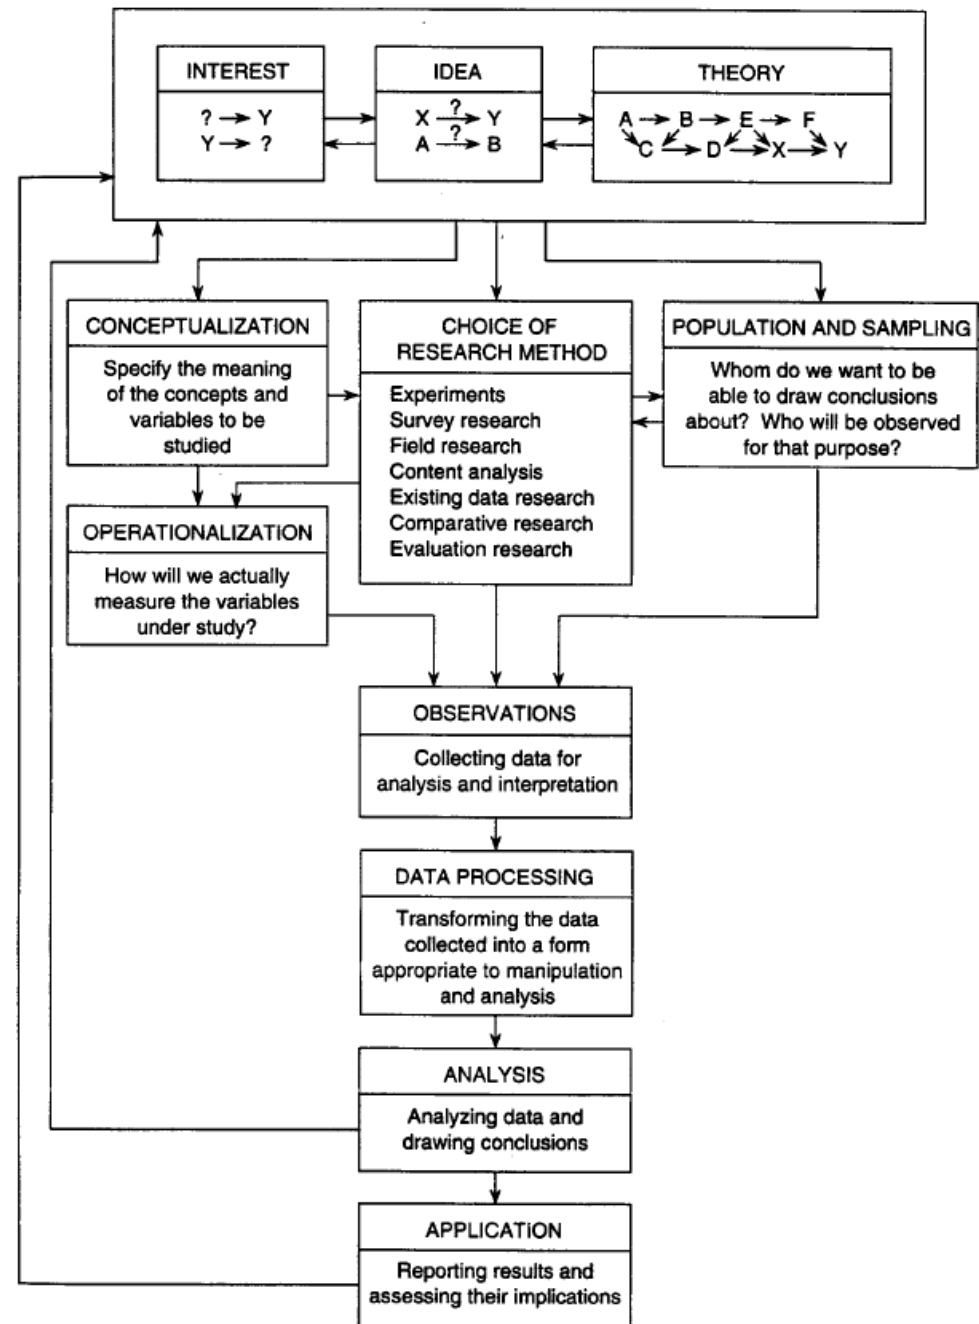 INTEREST
? → Y
Y → ?
IDEA
?
X → Y
?
A → B
THEORY
A → B → E → F
C → D → X → Y
CONCEPTUALIZATION
Specify the meaning
of the concepts and
variables to be
studied
CHOICE OF
RESEARCH METHOD
Experiments
Survey research
Field research
Content analysis
Existing data research
Comparative research
Evaluation research
POPULATION AND SAMPLING
Whom do we want to be
able to draw conclusions
about? Who will be observed
for that purpose?
OPERATIONALIZATION
How will we actually
measure the variables
under study?
OBSERVATIONS
Collecting data for
analysis and interpretation
DATA PROCESSING
Transforming the data
collected into a form
appropriate to manipulation
and analysis
ANALYSIS
Analyzing data and
drawing conclusions
APPLICATION
Reporting results and
assessing their implications